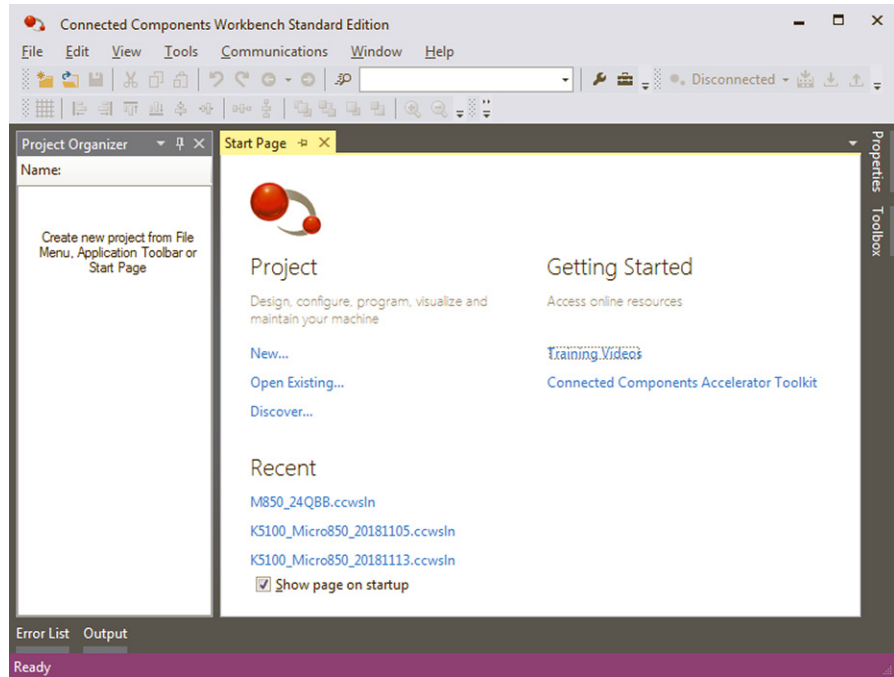 Connected Components Workbench Standard Edition
File Edit View Tools Communications Window Help
Disconnected
Project Organizer
Name:
Create new project from File
Menu, Application Toolbar or
Start Page
Start Page
Project
Design, configure, program, visualize and
maintain your machine
New...
Open Existing...
Discover...
Recent
M850_24QBB.ccwsln
K5100_Micro850_20181105.ccwsln
K5100_Micro850_20181113.ccwsln
Show page on startup
Getting Started
Access online resources
Training Videos
Connected Components Accelerator Toolkit
Properties
Toolbox
Error List Output
Ready